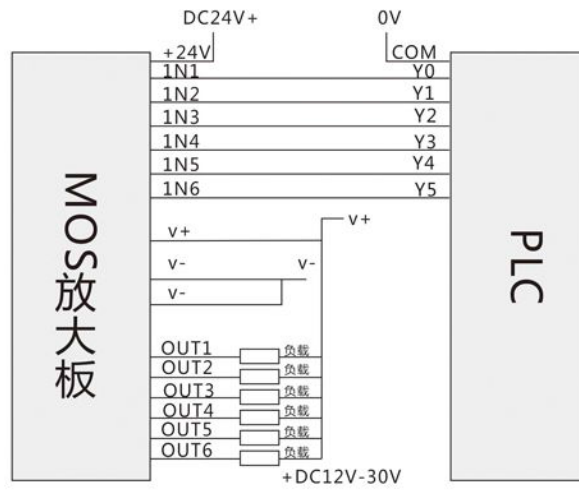 DC24V+
0V
+24V
COM
1N1
Y0
1N2
Y1
1N3
Y2
1N4
Y3
1N5
Y4
1N6
Y5
v+
v+
v-
v-
v-
MOS放大板
PLC
OUT1
负载
OUT2
负载
OUT3
负载
OUT4
负载
OUT5
负载
OUT6
负载
+DC12V-30V